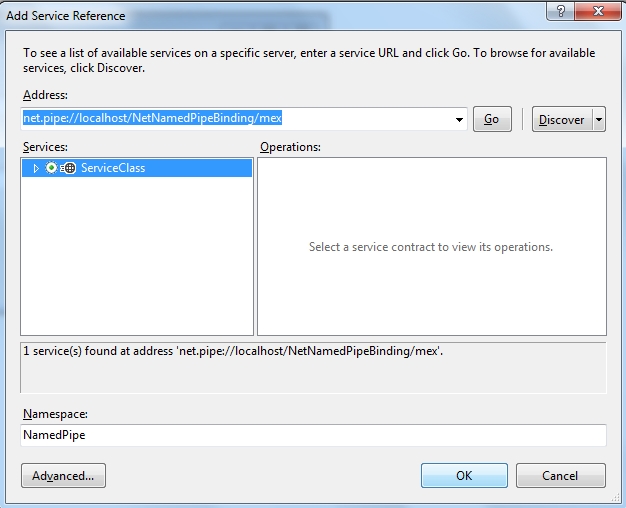 Add Service Reference
?
To see a list of available services on a specific server, enter a service URL and click Go. To browse for available
services, click Discover.
Address:
net.pipe://localhost/NetNamedPipeBinding/mex Go Discover
Services: Operations:
ServiceClass
Select a service contract to view its operations.
1 service(s) found at address 'net.pipe://localhost/NetNamedPipeBinding/mex'.
Namespace:
NamedPipe
Advanced... OK Cancel